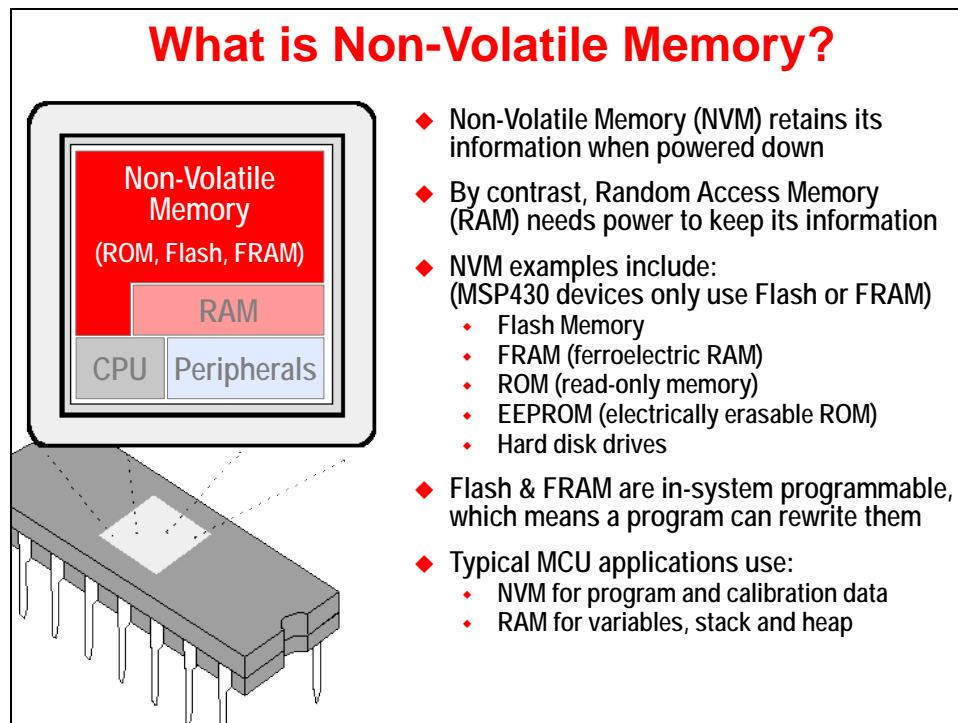 What is Non-Volatile Memory?
Non-Volatile
Memory
(ROM, Flash, FRAM)
RAM
CPU
Peripherals
Non-Volatile Memory (NVM) retains its
information when powered down
By contrast, Random Access Memory
(RAM) needs power to keep its information
NVM examples include:
(MSP430 devices only use Flash or FRAM)
Flash Memory
FRAM (ferroelectric RAM)
ROM (read-only memory)
EEPROM (electrically erasable ROM)
Hard disk drives
Flash & FRAM are in-system programmable,
which means a program can rewrite them
Typical MCU applications use:
NVM for program and calibration data
RAM for variables, stack and heap